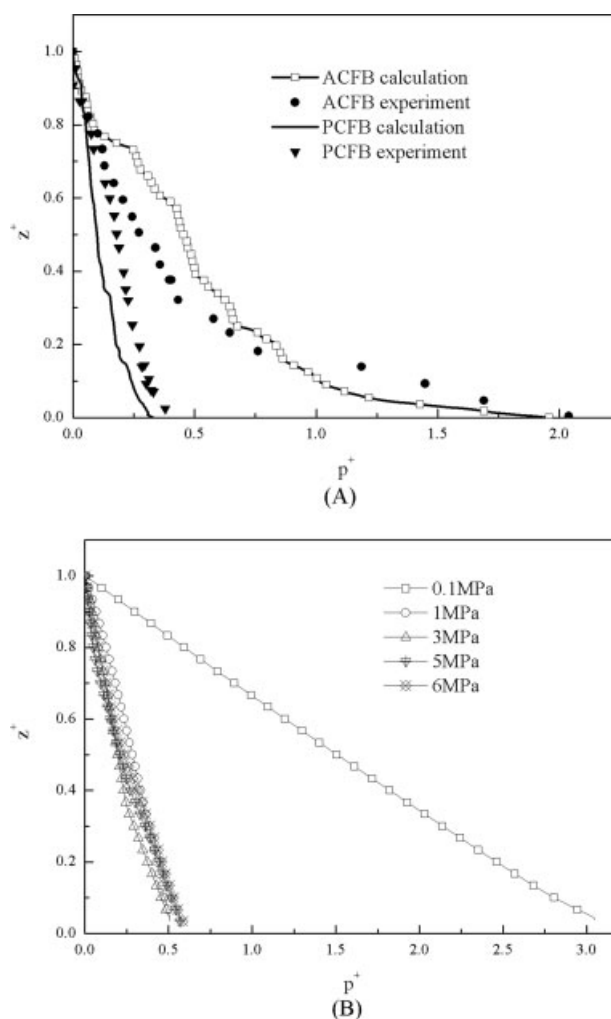 1.0
0.8
0.6
0.4
0.2
0.0
z+
ACFB calculation
ACFB experiment
PCFB calculation
PCFB experiment
0.0 0.5 1.0 1.5 2.0
p+
(A)
1.0
0.8
0.6
0.4
0.2
0.0
z+
0.1MPa
1MPa
3MPa
5MPa
6MPa
0.0 0.5 1.0 1.5 2.0 2.5 3.0
p+
(B)